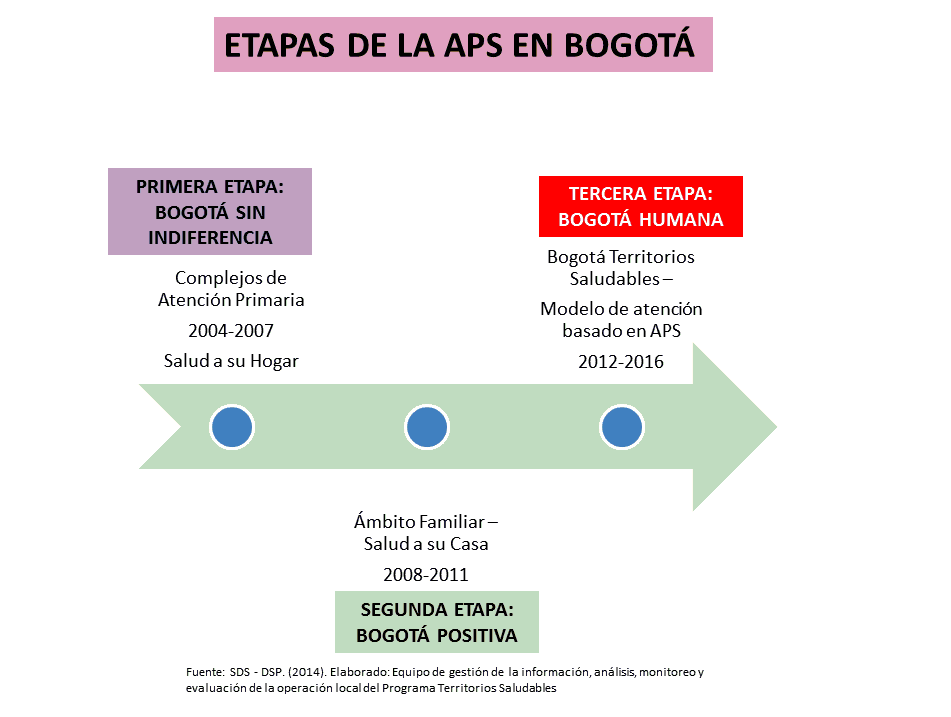 ETAPAS DE LA APS EN BOGOTÁ
PRIMERA ETAPA:
BOGOTÁ SIN
INDIFERENCIA
Complejos de
Atención Primaria
2004-2007
Salud a su Hogar
TERCERA ETAPA:
BOGOTÁ HUMANA
Bogotá Territorios
Saludables –
Modelo de atención
basado en APS
2012-2016
Ámbito Familiar –
Salud a su Casa
2008-2011
SEGUNDA ETAPA:
BOGOTÁ POSITIVA
Fuente: SDS - DSP. (2014). Elaborado: Equipo de gestión de la información, análisis, monitoreo y
evaluación de la operación local del Programa Territorios Saludables